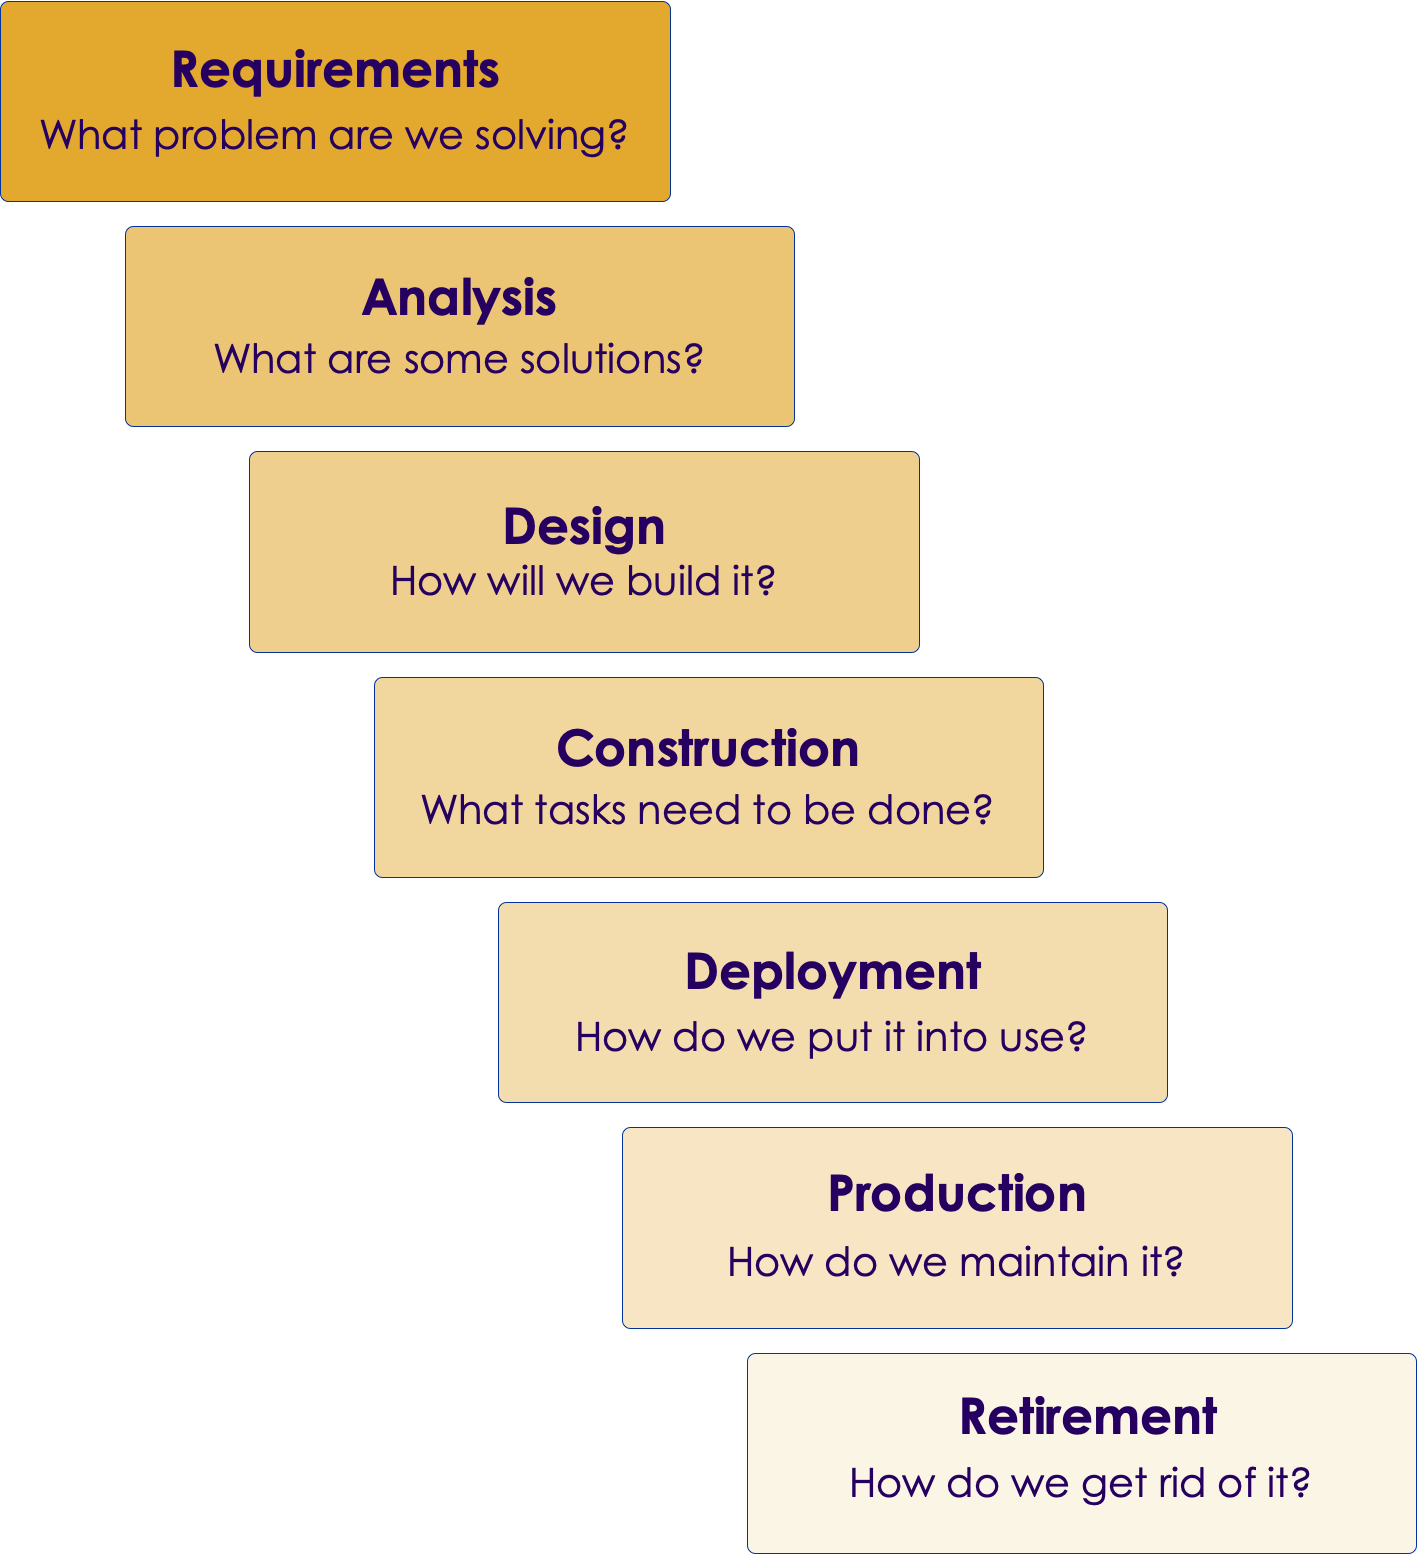 Requirements
What problem are we solving?
Analysis
What are some solutions?
Design
How will we build it?
Construction
What tasks need to be done?
Deployment
How do we put it into use?
Production
How do we maintain it?
Retirement
How do we get rid of it?